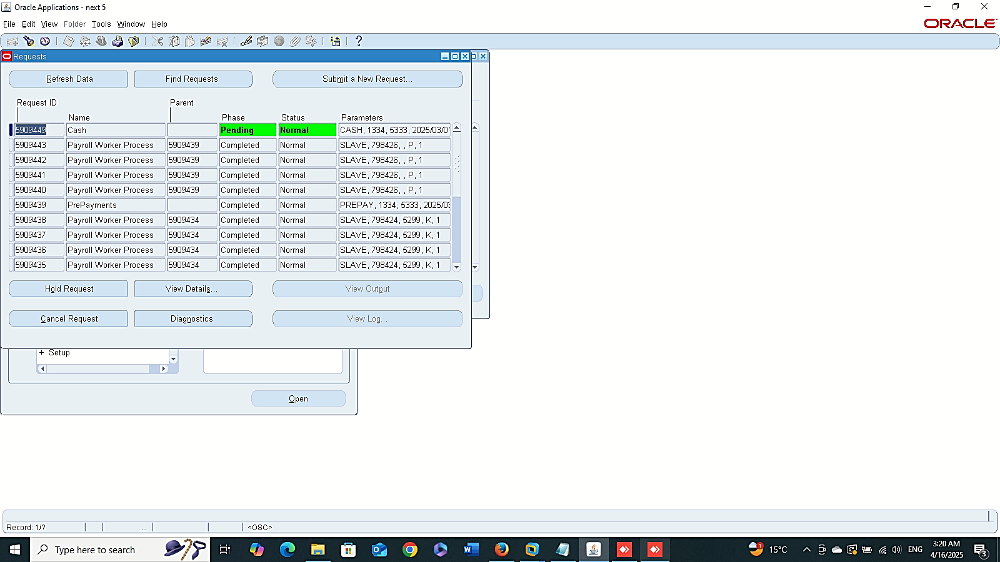 Oracle Applications - next 5
File Edit View Folder Tools Window Help
ORACLE
Requests
Refresh Data Find Requests Submit a New Request...
Request ID Parent
Name Phase Status Parameters
5909449 Cash Pending Normal CASH, 1334, 5333, 2025/03/01
5909443 Payroll Worker Process 5909439 Completed Normal SLAVE, 798426, , P, 1
5909442 Payroll Worker Process 5909439 Completed Normal SLAVE, 798426, , P, 1
5909441 Payroll Worker Process 5909439 Completed Normal SLAVE, 798426, , P, 1
5909440 Payroll Worker Process 5909439 Completed Normal SLAVE, 798426, , P, 1
5909439 PrePayments Completed Normal PREPAY, 1334, 5333, 2025/03
5909438 Payroll Worker Process 5909434 Completed Normal SLAVE, 798424, 5299, K, 1
5909437 Payroll Worker Process 5909434 Completed Normal SLAVE, 798424, 5299, K, 1
5909436 Payroll Worker Process 5909434 Completed Normal SLAVE, 798424, 5299, K, 1
5909435 Payroll Worker Process 5909434 Completed Normal SLAVE, 798424, 5299, K, 1
Hold Request View Details... View Output
Cancel Request Diagnostics View Log...
+ Setup
Open
Record: 1/? ... <OSC>
Type here to search 15°C ENG 3:20 AM
4/16/2025 3